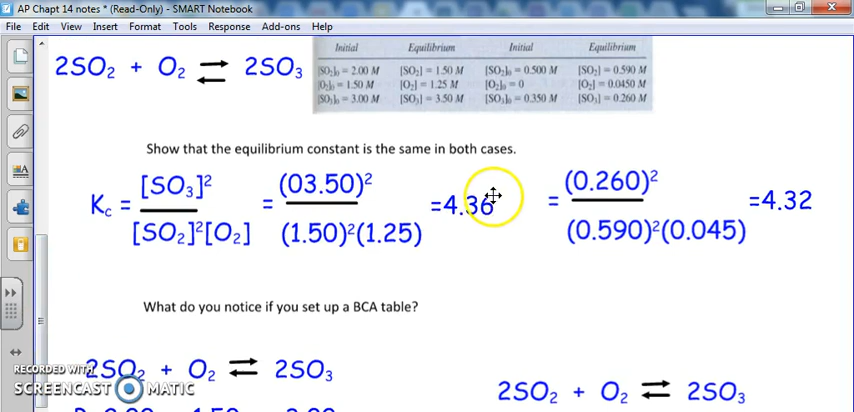 AP Chapt 14 notes * (Read-Only) - SMART Notebook
File Edit View Insert Format Tools Add-ons Help
2SO₂ + O₂ ⇄ 2SO₃
Initial Equilibrium Initial Equilibrium
[SO₂]₀ = 2.00 M [SO₂] = 1.50 M [SO₂]₀ = 0.500 M [SO₂] = 0.590 M
[O₂]₀ = 1.50 M [O₂] = 1.25 M [O₂]₀ = 0 [O₂] = 0.0450 M
[SO₃]₀ = 3.00 M [SO₃] = 3.50 M [SO₃]₀ = 0.350 M [SO₃] = 0.260 M
Show that the equilibrium constant is the same in both cases.
[SO₃]² (03.50)² (0.260)²
K꜀ = = =4.36 = =4.32
[SO₂]²[O₂] (1.50)²(1.25) (0.590)²(0.045)
What do you notice if you set up a BCA table?
2SO₂ + O₂ ⇄ 2SO₃
2SO₂ + O₂ ⇄ 2SO₃
RECORDED WITH
SCREENCAST MATIC